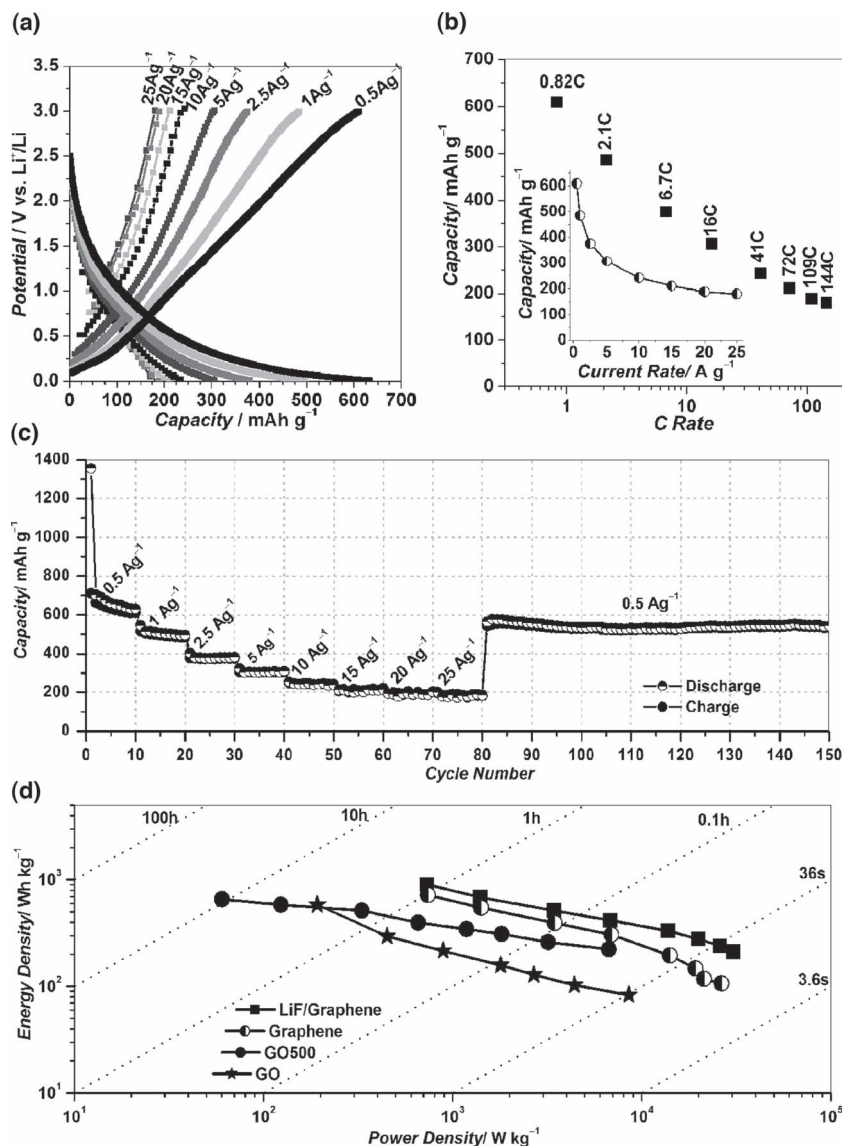 (a)
25Ag⁻¹
20Ag⁻¹
15Ag⁻¹
10Ag⁻¹
5Ag⁻¹
2.5Ag⁻¹
1Ag⁻¹
0.5Ag⁻¹
3.5
3.0
2.5
2.0
1.5
1.0
0.5
0.0
Potential / V vs. Li⁺/Li
0 100 200 300 400 500 600 700
Capacity / mAh g⁻¹
(b)
700
600
500
400
300
200
100
0
Capacity/ mAh g⁻¹
0.82C
2.1C
6.7C
16C
41C
72C
109C
144C
600
500
400
300
200
100
0
Capacity/ mAh g⁻¹
0 5 10 15 20 25
Current Rate/ A g⁻¹
1 10 100
C Rate
(c)
1400
1200
1000
800
600
400
200
0
Capacity/ mAh g⁻¹
0.5 Ag⁻¹
1 Ag⁻¹
2.5 Ag⁻¹
5 Ag⁻¹
10 Ag⁻¹
15 Ag⁻¹
20 Ag⁻¹
25 Ag⁻¹
0.5 Ag⁻¹
Discharge
Charge
0 10 20 30 40 50 60 70 80 90 100 110 120 130 140 150
Cycle Number
(d)
100h
10h
1h
0.1h
36s
3.6s
10⁴
10³
10²
10¹
Energy Density/ Wh kg⁻¹
LiF/Graphene
Graphene
GO500
GO
10¹ 10² 10³ 10⁴ 10⁵
Power Density/ W kg⁻¹